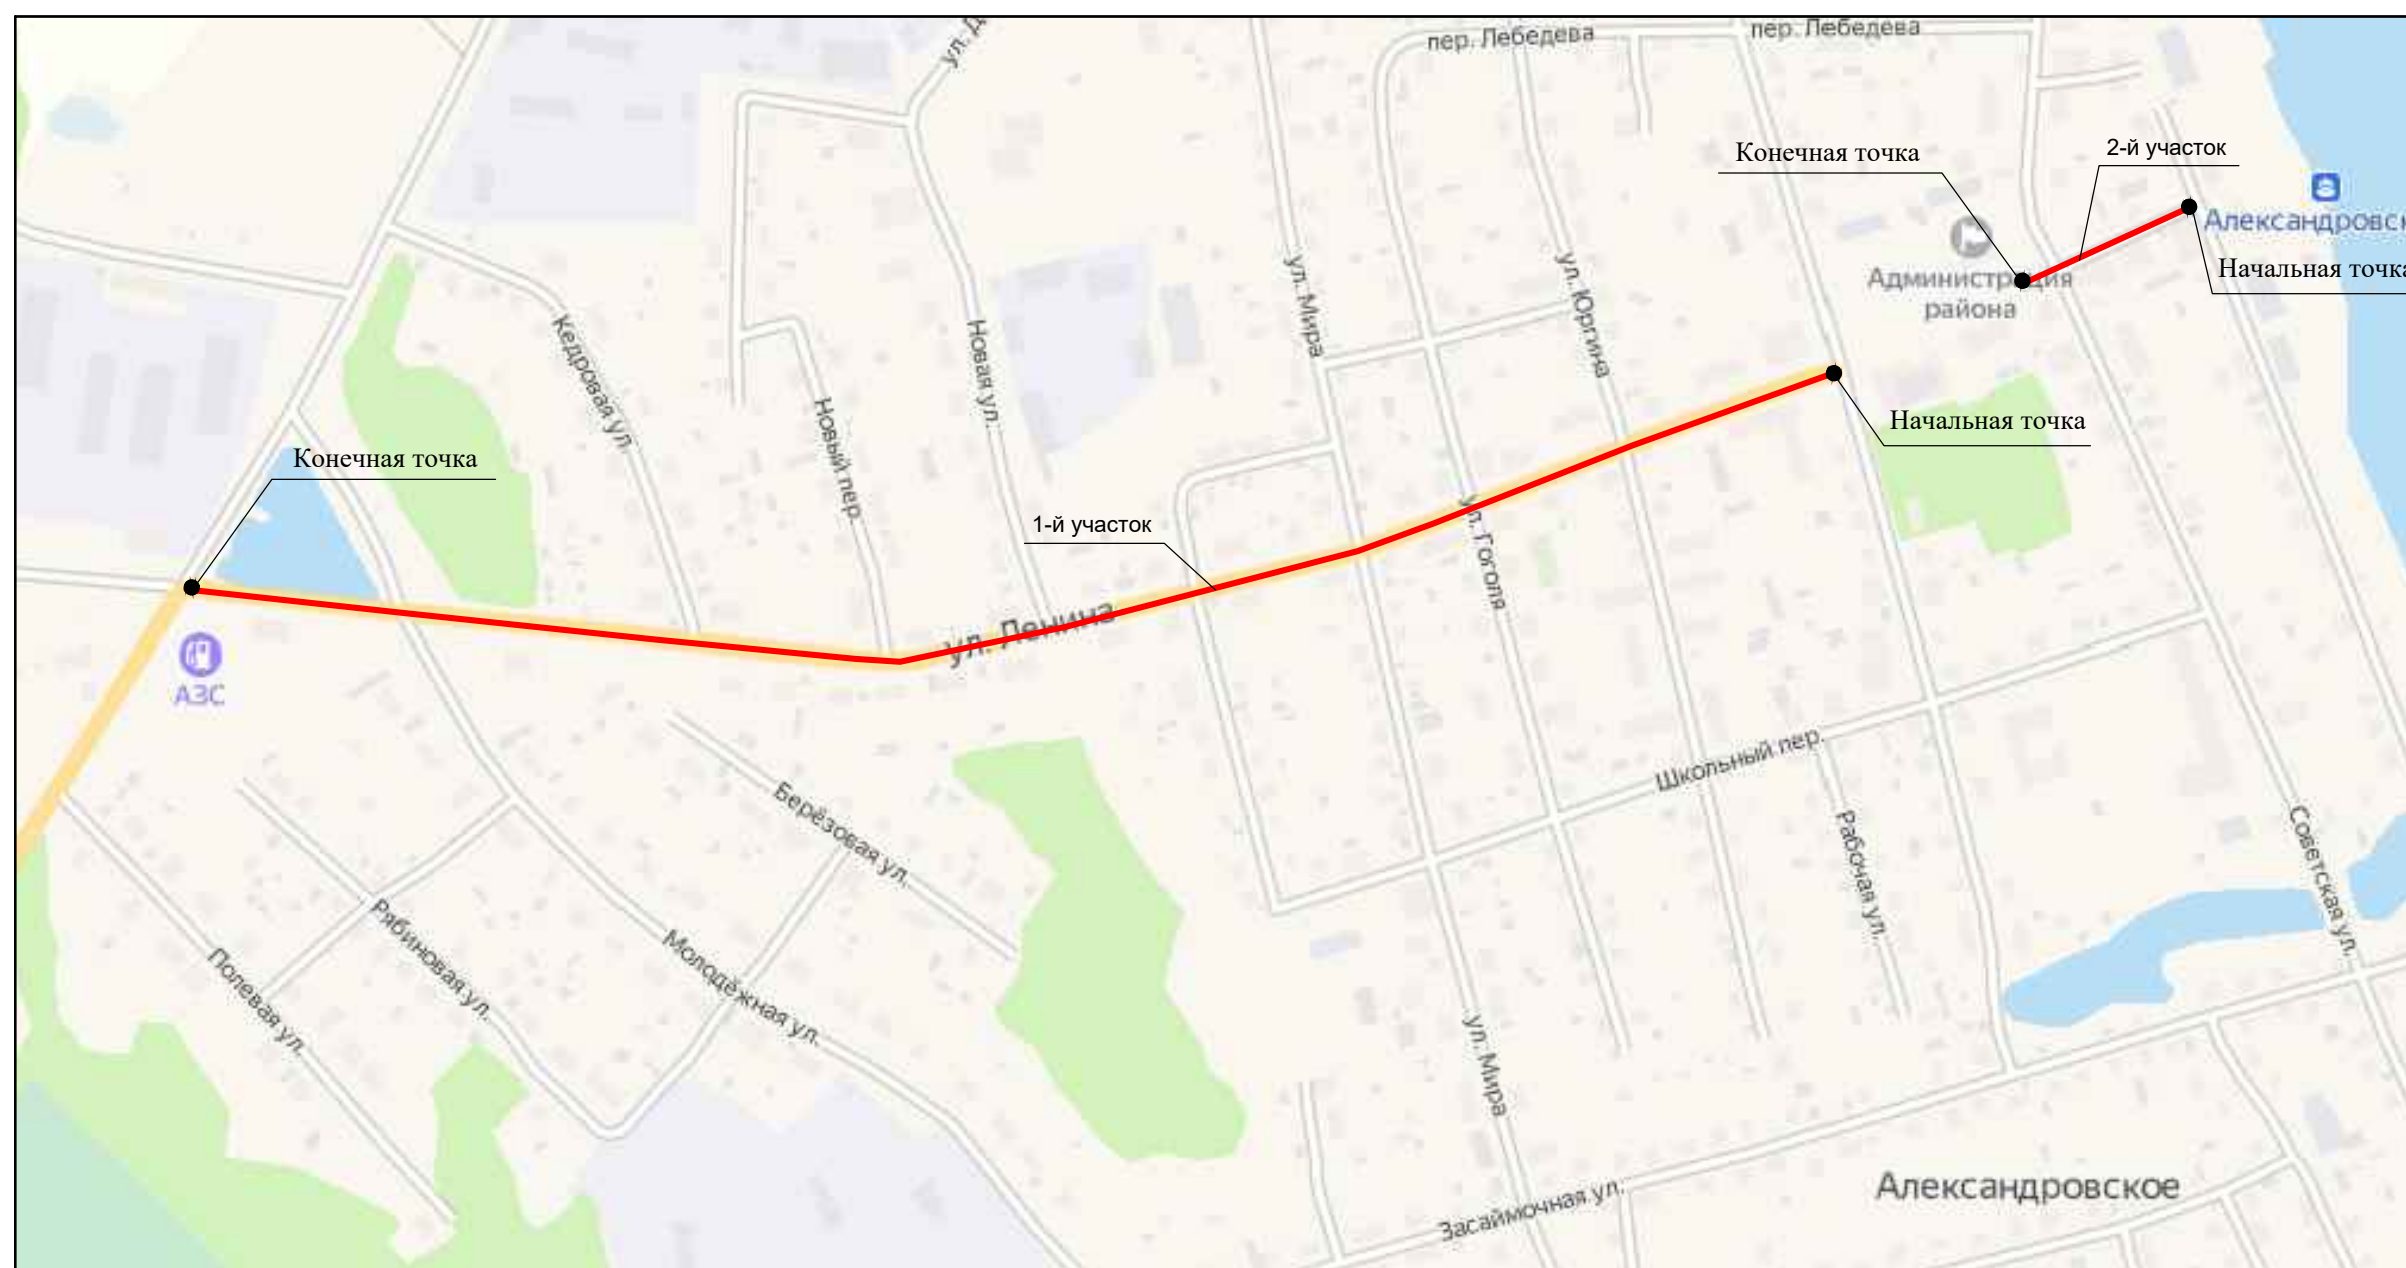 ул. Д
пер. Лебедева
пер. Лебедева
Конечная точка
2-й участок
Александровск
Начальная точка
Администрация
района
ул. Мира
ул. Юргина
Кедровая ул.
Новая ул.
Новый пер.
Начальная точка
Конечная точка
1-й участок
ул. Гоголя
ул. Ленина
АЗС
Школьный пер.
Берёзовая ул.
Рабочая ул.
Советская ул.
Рябиновая ул.
Молодёжная ул.
Полевая ул.
ул. Мира
Засаймочная ул.
Александровское